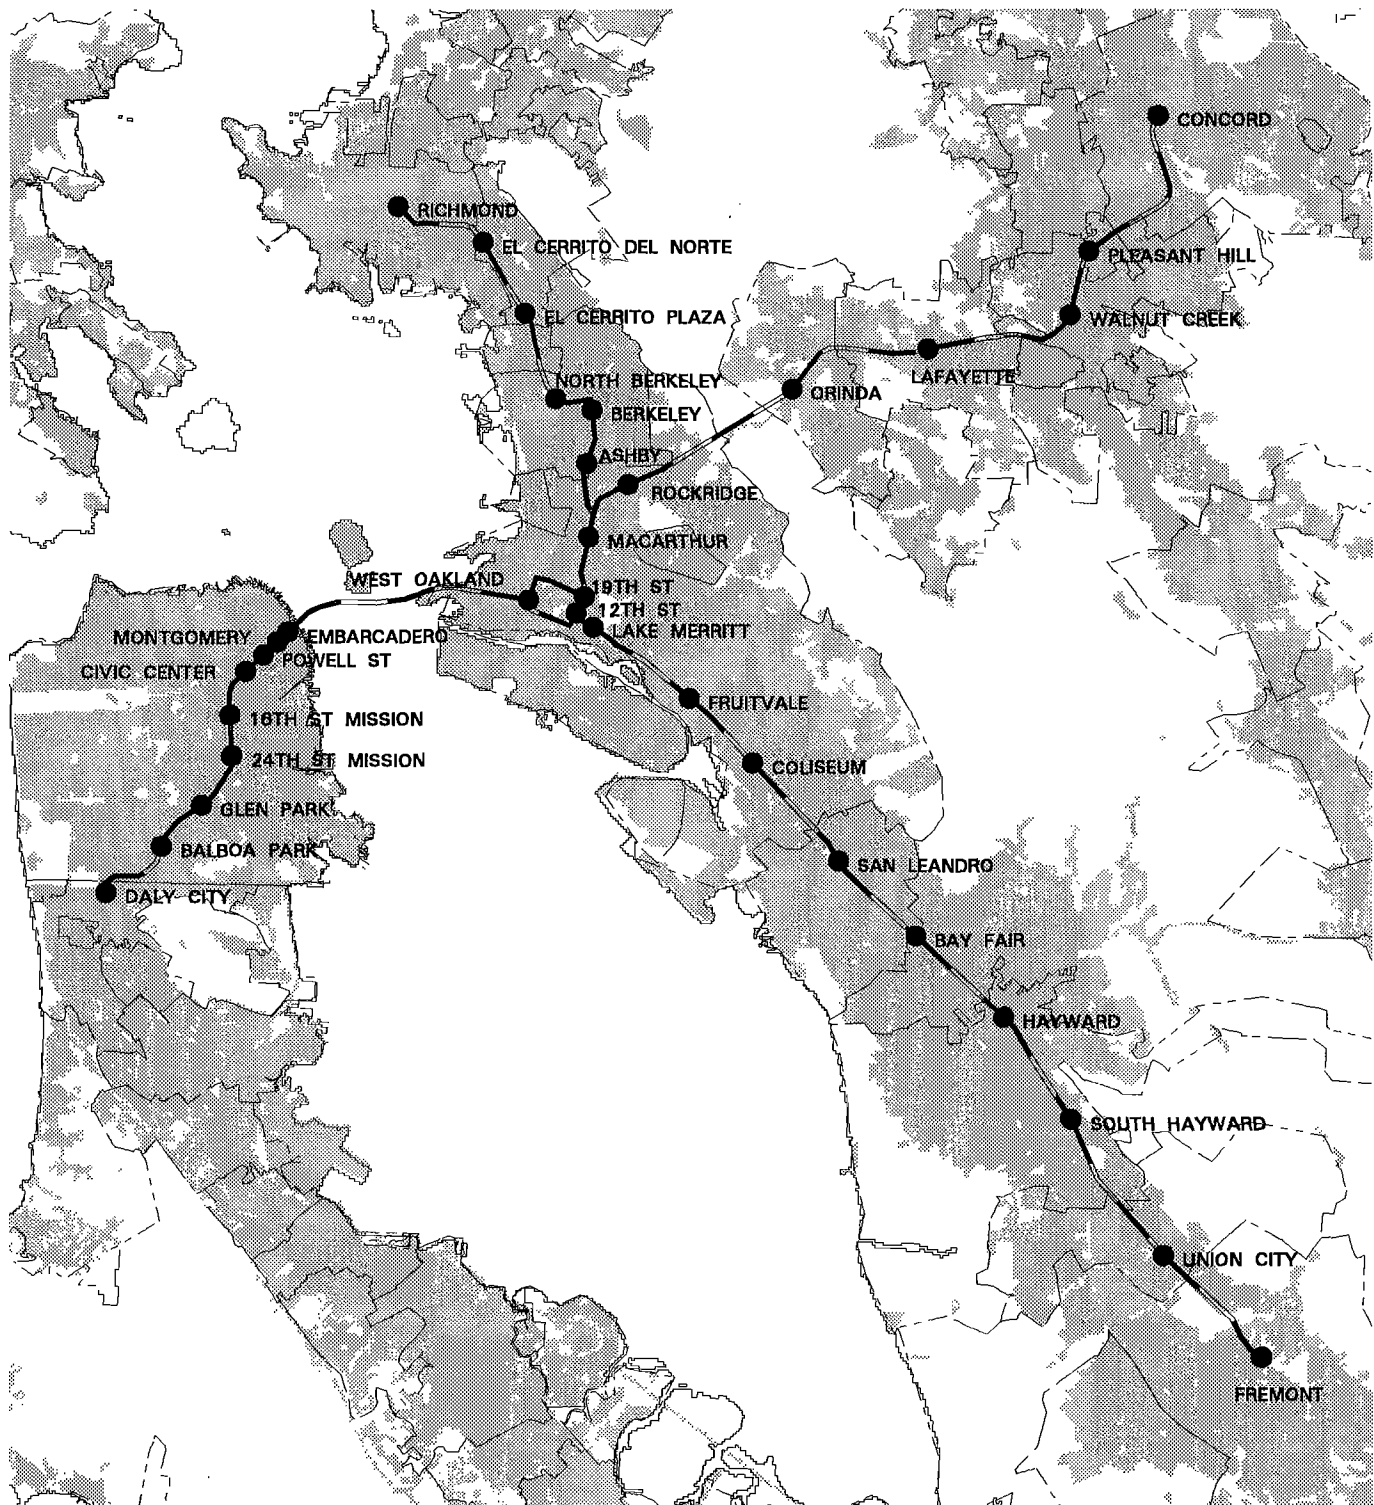 CONCORD
RICHMOND
EL CERRITO DEL NORTE
PLEASANT HILL
EL CERRITO PLAZA
WALNUT CREEK
LAFAYETTE
NORTH BERKELEY
ORINDA
BERKELEY
ASHBY
ROCKRIDGE
MACARTHUR
WEST OAKLAND
19TH ST
12TH ST
LAKE MERRITT
MONTGOMERY
EMBARCADERO
POWELL ST
CIVIC CENTER
FRUITVALE
16TH ST MISSION
24TH ST MISSION
COLISEUM
GLEN PARK
BALBOA PARK
SAN LEANDRO
DALY CITY
BAY FAIR
HAYWARD
SOUTH HAYWARD
UNION CITY
FREMONT